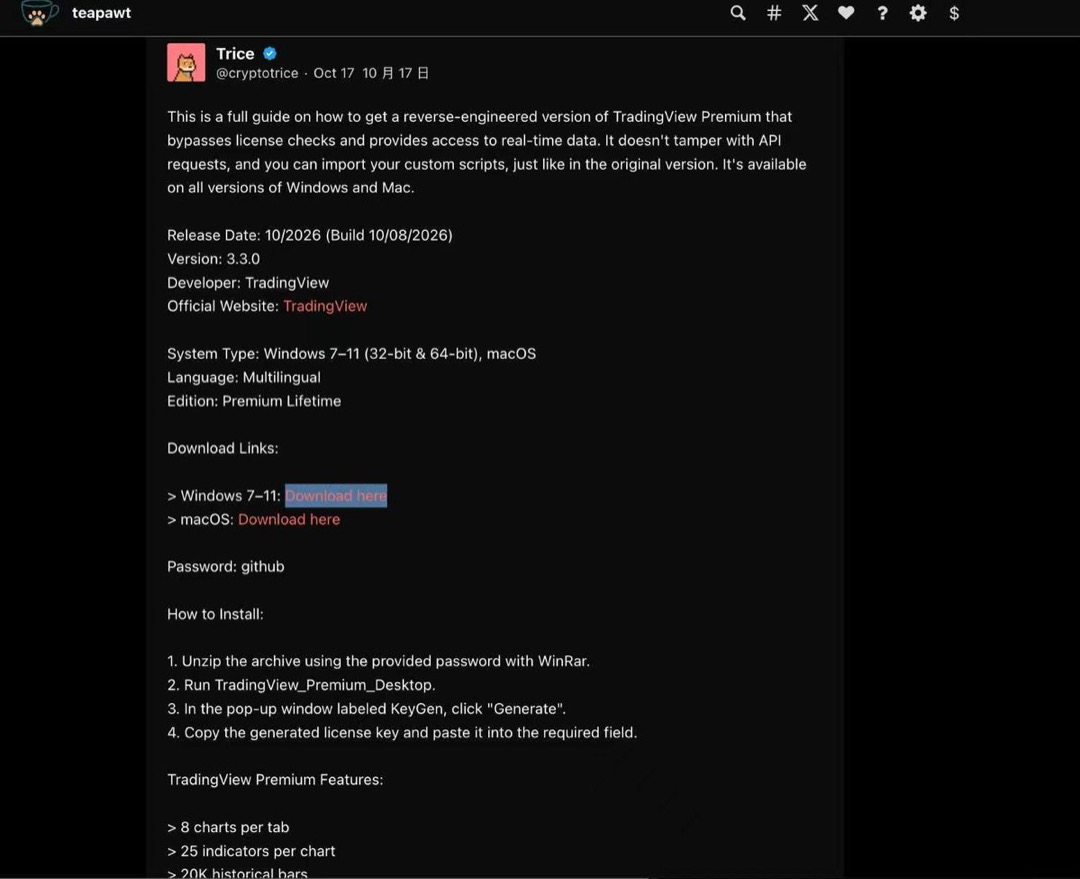 teapawt
Trice
@cryptotrice · Oct 17 10 月 17 日
This is a full guide on how to get a reverse-engineered version of TradingView Premium that
bypasses license checks and provides access to real-time data. It doesn't tamper with API
requests, and you can import your custom scripts, just like in the original version. It's available
on all versions of Windows and Mac.
Release Date: 10/2026 (Build 10/08/2026)
Version: 3.3.0
Developer: TradingView
Official Website: TradingView
System Type: Windows 7–11 (32-bit & 64-bit), macOS
Language: Multilingual
Edition: Premium Lifetime
Download Links:
> Windows 7–11: Download here
> macOS: Download here
Password: github
How to Install:
1. Unzip the archive using the provided password with WinRar.
2. Run TradingView_Premium_Desktop.
3. In the pop-up window labeled KeyGen, click "Generate".
4. Copy the generated license key and paste it into the required field.
TradingView Premium Features:
> 8 charts per tab
> 25 indicators per chart
> 20K historical bars